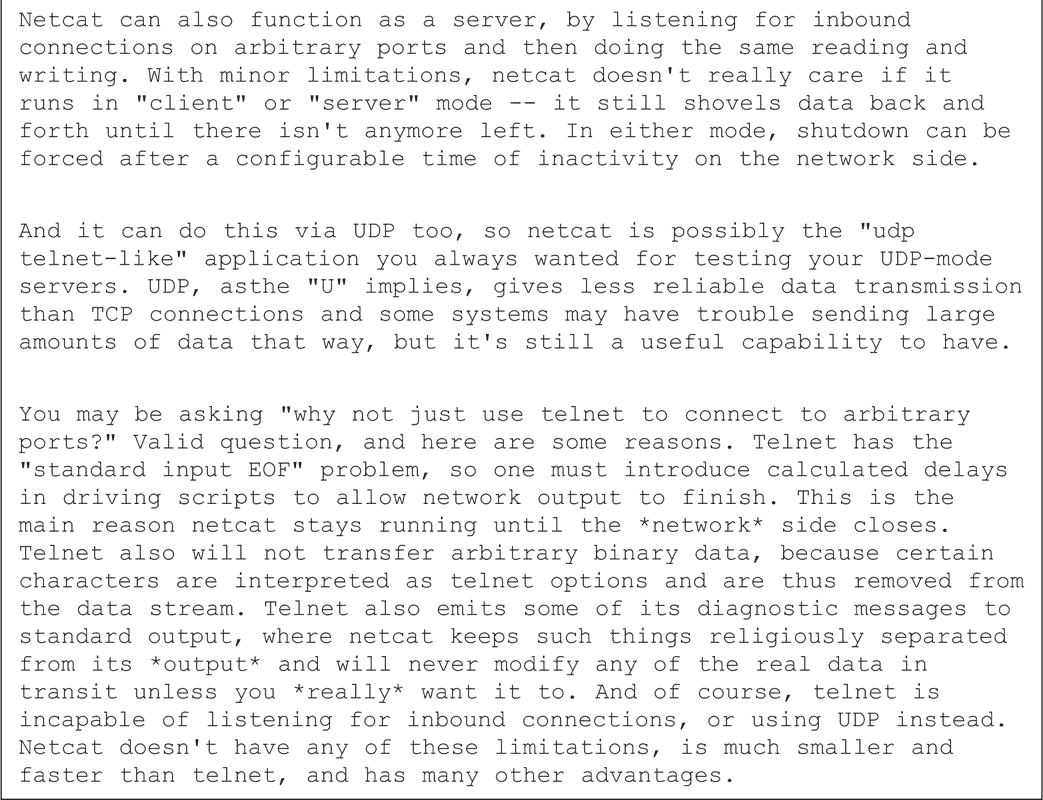 Netcat can also function as a server, by listening for inbound
connections on arbitrary ports and then doing the same reading and
writing. With minor limitations, netcat doesn't really care if it
runs in "client" or "server" mode -- it still shovels data back and
forth until there isn't anymore left. In either mode, shutdown can be
forced after a configurable time of inactivity on the network side.
And it can do this via UDP too, so netcat is possibly the "udp
telnet-like" application you always wanted for testing your UDP-mode
servers. UDP, asthe "U" implies, gives less reliable data transmission
than TCP connections and some systems may have trouble sending large
amounts of data that way, but it's still a useful capability to have.
You may be asking "why not just use telnet to connect to arbitrary
ports?" Valid question, and here are some reasons. Telnet has the
"standard input EOF" problem, so one must introduce calculated delays
in driving scripts to allow network output to finish. This is the
main reason netcat stays running until the *network* side closes.
Telnet also will not transfer arbitrary binary data, because certain
characters are interpreted as telnet options and are thus removed from
the data stream. Telnet also emits some of its diagnostic messages to
standard output, where netcat keeps such things religiously separated
from its *output* and will never modify any of the real data in
transit unless you *really* want it to. And of course, telnet is
incapable of listening for inbound connections, or using UDP instead.
Netcat doesn't have any of these limitations, is much smaller and
faster than telnet, and has many other advantages.